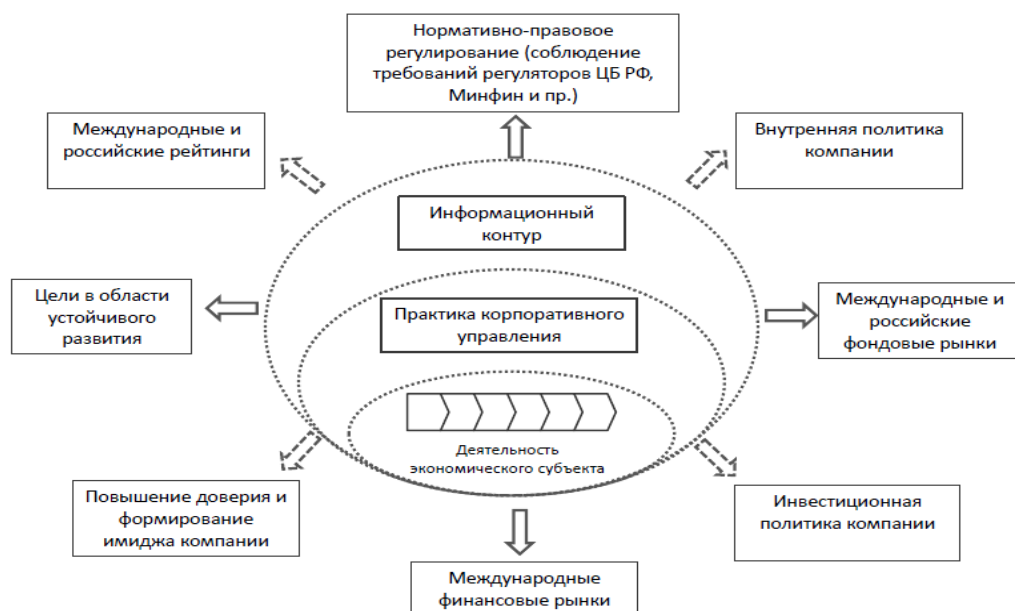 Нормативно-правовое
регулирование (соблюдение
требований регуляторов ЦБ РФ,
Минфин и пр.)
Международные и
российские рейтинги
Внутренняя политика
компании
Информационный
контур
Цели в области
устойчивого
развития
Практика корпоративного
управления
Международные и
российские
фондовые рынки
Деятельность
экономического субъекта
Повышение доверия и
формирование
имиджа компании
Инвестиционная
политика компании
Международные
финансовые рынки